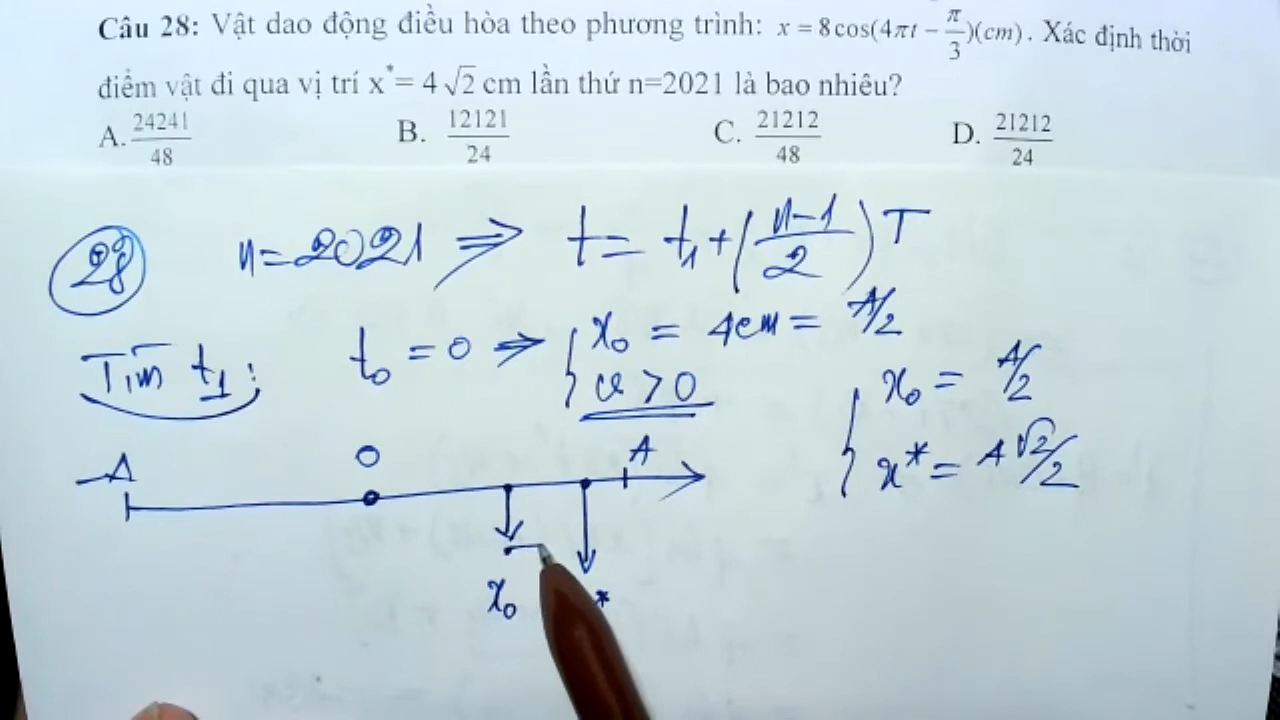 Câu 28: Vật dao động điều hòa theo phương trình: x = 8cos(4πt − π/3)(cm). Xác định thời
điểm vật đi qua vị trí x* = 4√2 cm lần thứ n=2021 là bao nhiêu?
A. 24241/48 B. 12121/24 C. 21212/48 D. 21212/24
28 n=2021 ⇒ t = t₁ + ((n−1)/2) T
Tìm t₁: t₀ = 0 ⇒ { x₀ = 4cm = A/2
v > 0
{ x₀ = A/2
x* = A√2/2
-A O A
x₀ *